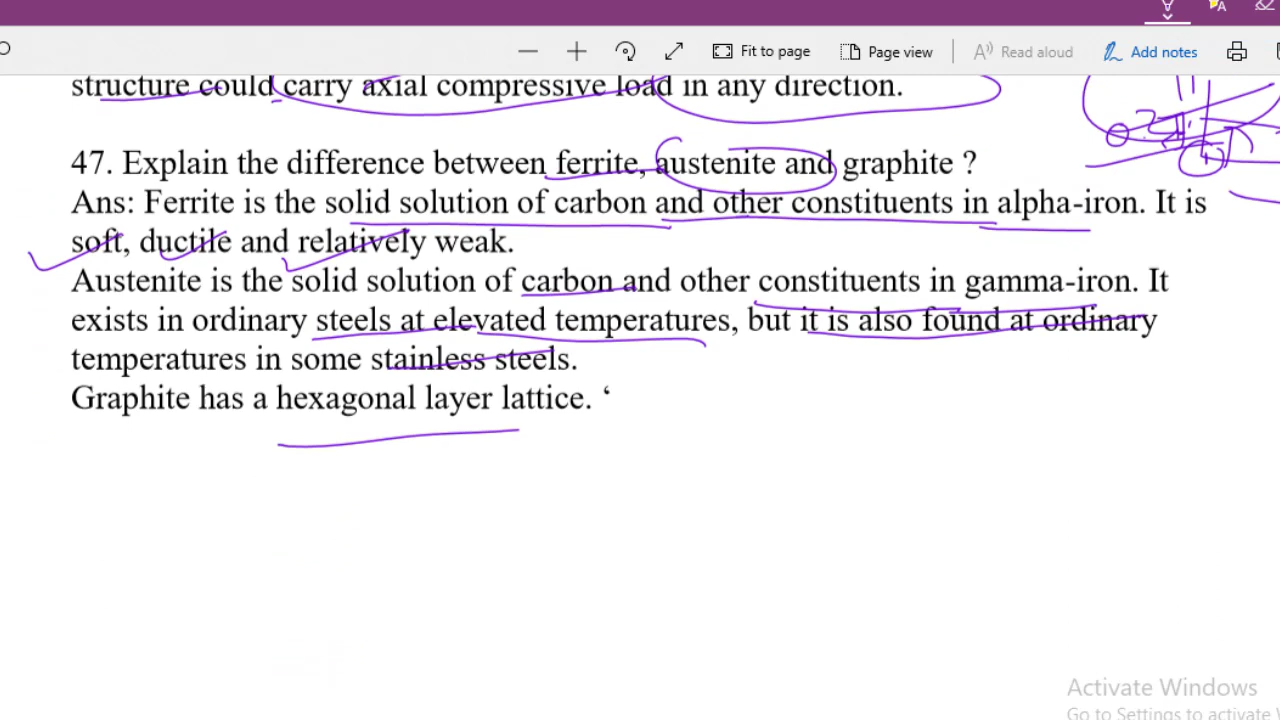 Fit to page
Page view
Read aloud
Add notes
structure could carry axial compressive load in any direction.
47. Explain the difference between ferrite, austenite and graphite ?
Ans: Ferrite is the solid solution of carbon and other constituents in alpha-iron. It is
soft, ductile and relatively weak.
Austenite is the solid solution of carbon and other constituents in gamma-iron. It
exists in ordinary steels at elevated temperatures, but it is also found at ordinary
temperatures in some stainless steels.
Graphite has a hexagonal layer lattice. ‘
Activate Windows
Go to Settings to activate